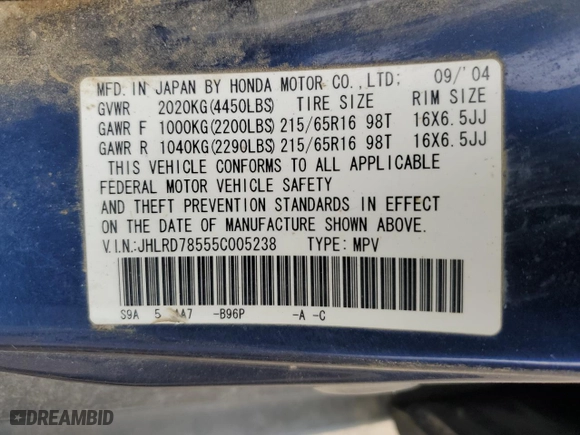 MFD. IN JAPAN BY HONDA MOTOR CO., LTD: 09/'04
GVWR 2020KG(4450LBS) TIRE SIZE RIM SIZE
GAWR F 1000KG(2200LBS) 215/65R16 98T 16X6.5JJ
GAWR R 1040KG(2290LBS) 215/65R16 98T 16X6.5JJ
THIS VEHICLE CONFORMS TO ALL APPLICABLE
FEDERAL MOTOR VEHICLE SAFETY
AND THEFT PREVENTION STANDARDS IN EFFECT
ON THE DATE OF MANUFACTURE SHOWN ABOVE.
V.I.N.:JHLRD78555C005238 TYPE: MPV
S9A 5 -B96P -A -C
DREAMBID